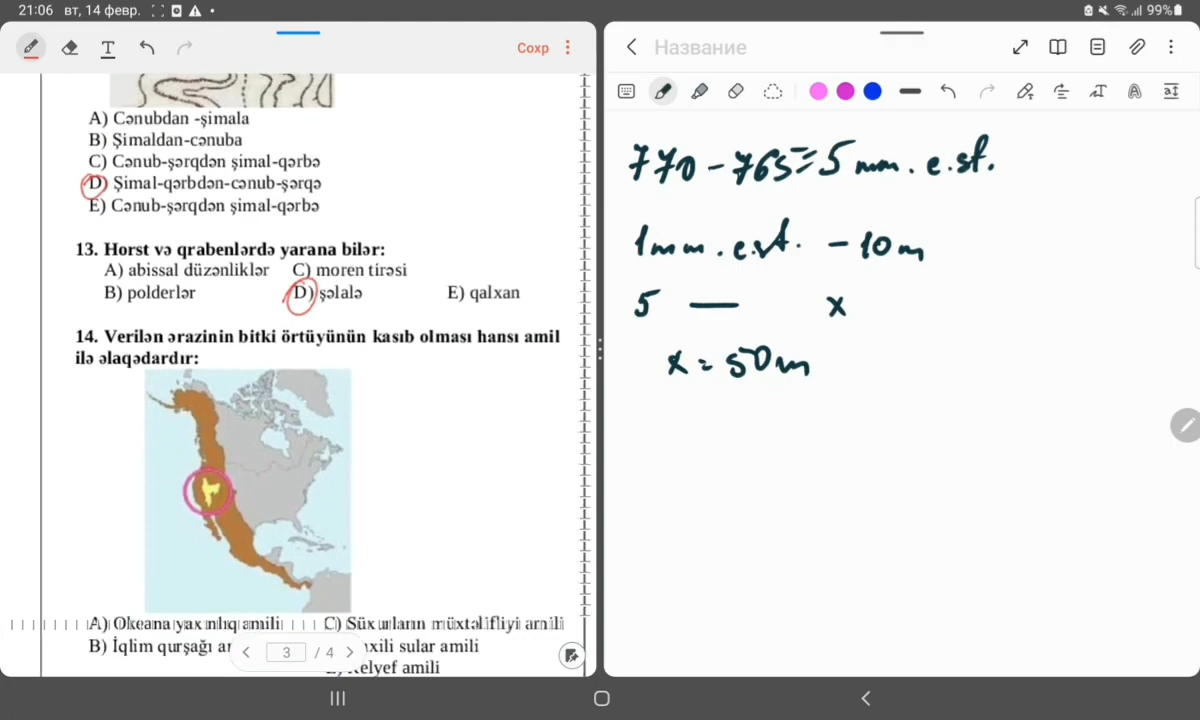 21:06 вт, 14 февр. 99%
Сохр
A) Cənubdan -şimala
B) Şimaldan-cənuba
C) Cənub-şərqdən şimal-qərbə
D) Şimal-qərbdən-cənub-şərqə
E) Cənub-şərqdən şimal-qərbə
13. Horst və qrabenlərdə yarana bilər:
A) abissal düzənliklər C) moren tirəsi
B) polderlər D) şəlalə E) qalxan
14. Verilən ərazinin bitki örtüyünün kasıb olması hansı amil
ilə əlaqədardır:
A) Okeana yaxınlıq amili C) Süxurların müxtəlifliyi amili
B) İqlim qurşağı axili sular amili
elyef amili
3 / 4
Название
770-765=5 mm.e.st.
1mm.e.st. - 10m
5 — x
x = 50m